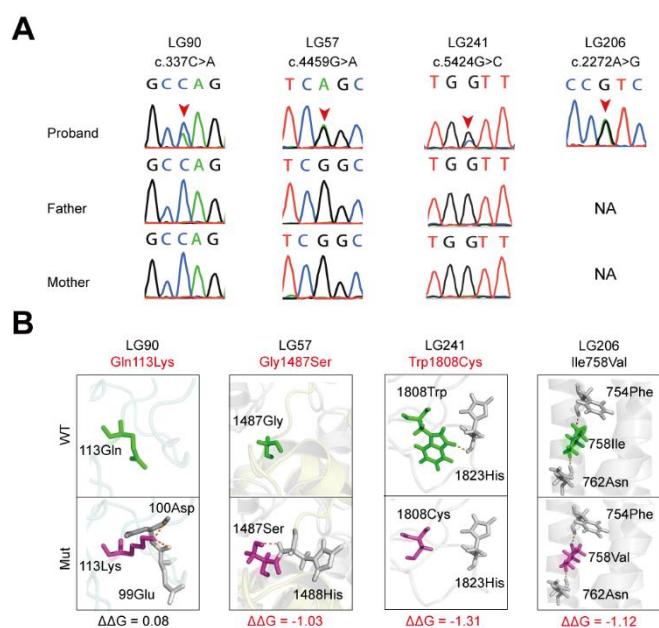 A
LG90 LG57 LG241 LG206
c.337C>A c.4459G>A c.5424G>C c.2272A>G
G C C A G T C A G C T G G T T C C G T C
Proband
G C C A G T C G G C T G G T T
Father NA
G C C A G T C G G C T G G T T
Mother NA
B
LG90 LG57 LG241 LG206
Gln113Lys Gly1487Ser Trp1808Cys Ile758Val
WT
113Gln
1487Gly
1808Trp
1823His
754Phe
758Ile
762Asn
Mut
100Asp
113Lys
99Glu
1487Ser
1488His
1808Cys
1823His
754Phe
758Val
762Asn
ΔΔG = 0.08 ΔΔG = -1.03 ΔΔG = -1.31 ΔΔG = -1.12